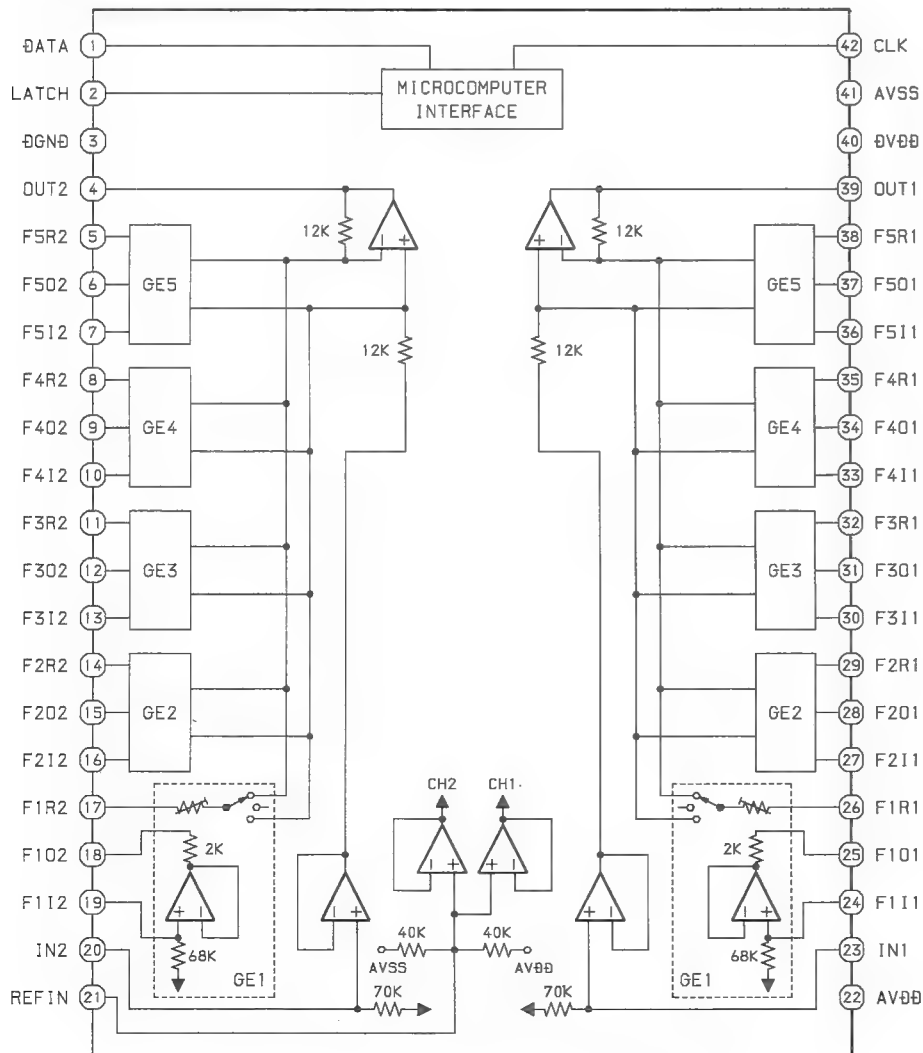 DATA 1 42 CLK
LATCH 2 MICROCOMPUTER INTERFACE 41 AVSS
DGND 3 40 DVDD
OUT2 4 39 OUT1
12K 12K
F5R2 5 38 F5R1
F5O2 6 GE5 GE5 37 F5O1
F5I2 7 36 F5I1
12K 12K
F4R2 8 35 F4R1
F4O2 9 GE4 GE4 34 F4O1
F4I2 10 33 F4I1
F3R2 11 32 F3R1
F3O2 12 GE3 GE3 31 F3O1
F3I2 13 30 F3I1
F2R2 14 29 F2R1
F2O2 15 GE2 GE2 28 F2O1
F2I2 16 27 F2I1
CH2 CH1
F1R2 17 26 F1R1
F1O2 18 2K 2K 25 F1O1
F1I2 19 24 F1I1
40K 40K
IN2 20 68K AVSS AVDD 68K 23 IN1
GE1 GE1
REFIN 21 70K 70K 22 AVDD